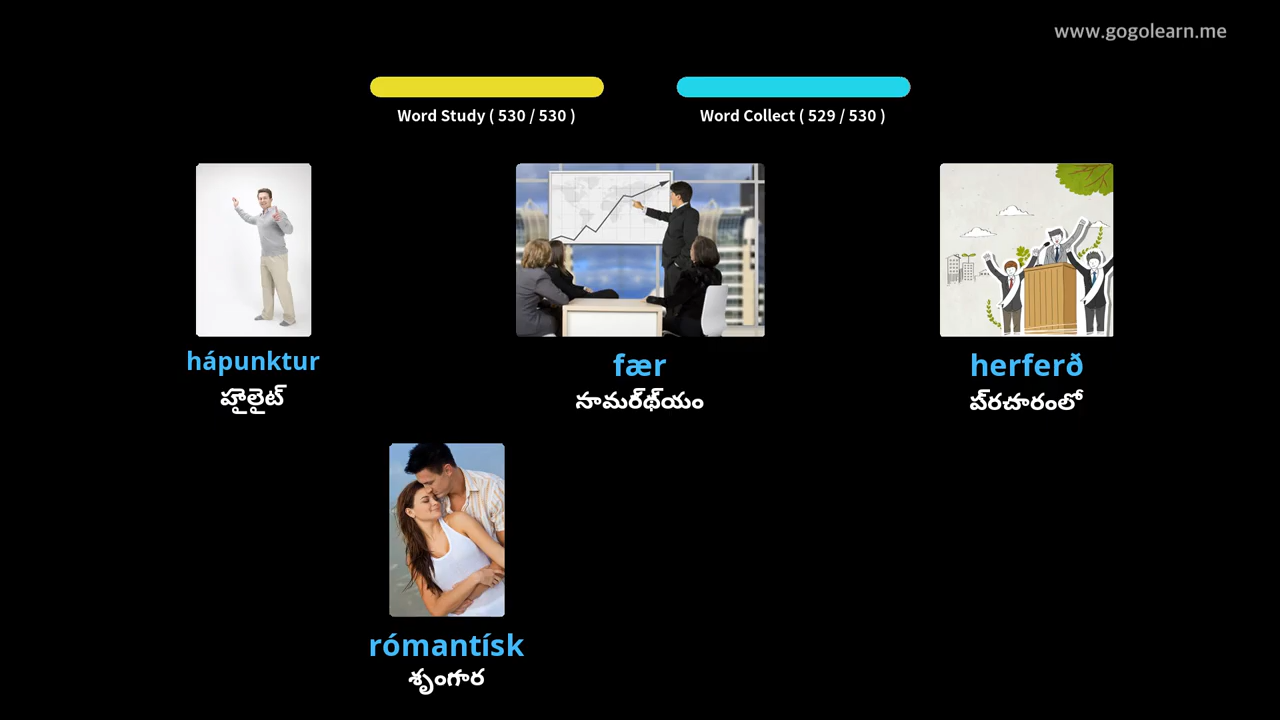 www.gogolearn.me
Word Study ( 530 / 530 )
Word Collect ( 529 / 530 )
hápunktur
హైలైట్
fær
సామర్థ్యం
herferð
ప్రచారంలో
rómantísk
శృంగార